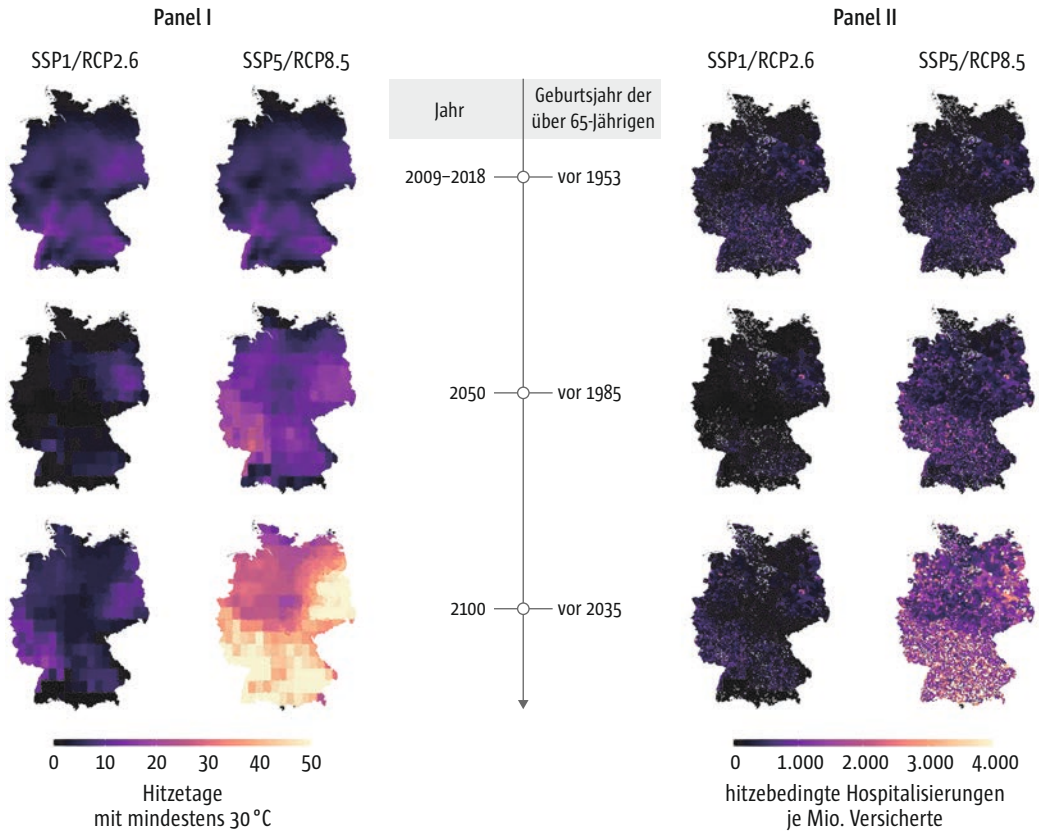 Panel I
Panel II
SSP1/RCP2.6
SSP5/RCP8.5
SSP1/RCP2.6
SSP5/RCP8.5
Jahr
Geburtsjahr der
über 65-Jährigen
2009–2018
vor 1953
2050
vor 1985
2100
vor 2035
0 10 20 30 40 50
Hitzetage
mit mindestens 30 °C
0 1.000 2.000 3.000 4.000
hitzebedingte Hospitalisierungen
je Mio. Versicherte